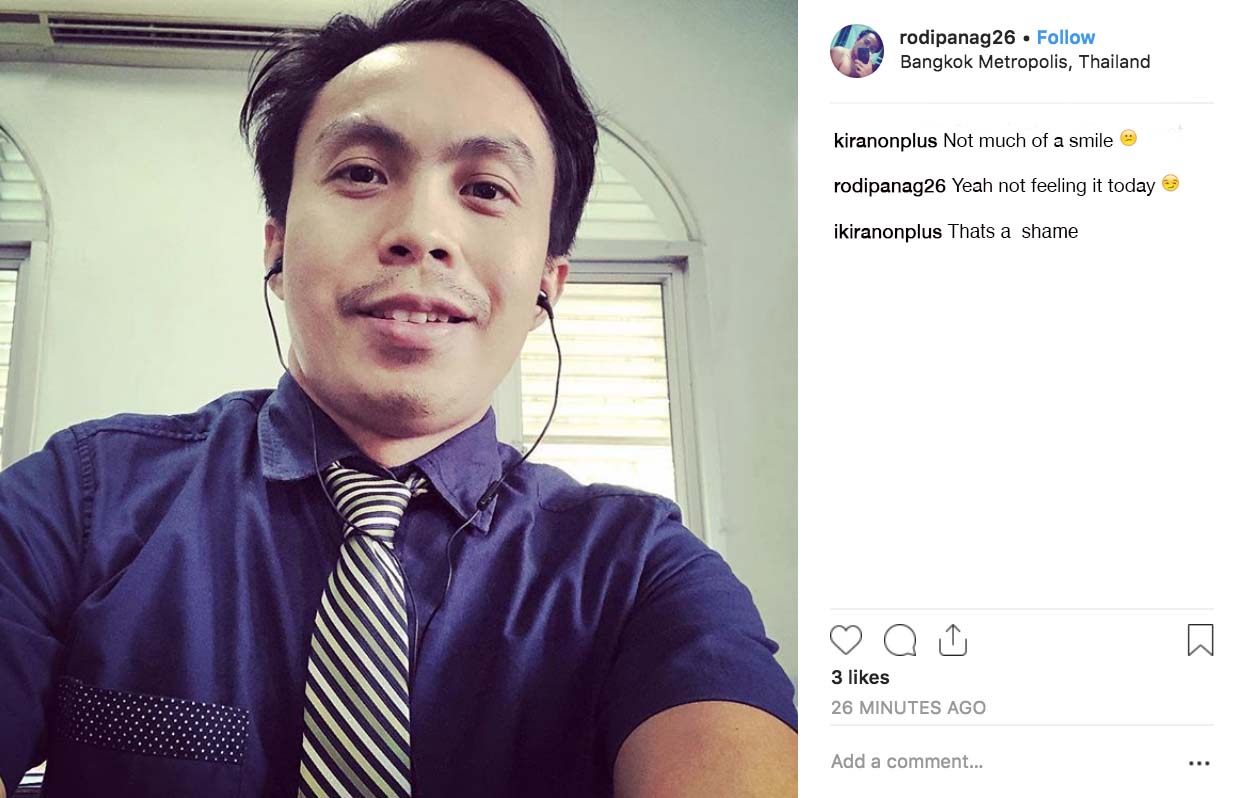 rodipanag26 • Follow
Bangkok Metropolis, Thailand
kiranonplus Not much of a smile 😕
rodipanag26 Yeah not feeling it today 😏
ikiranonplus Thats a  shame
3 likes
26 MINUTES AGO
Add a comment...